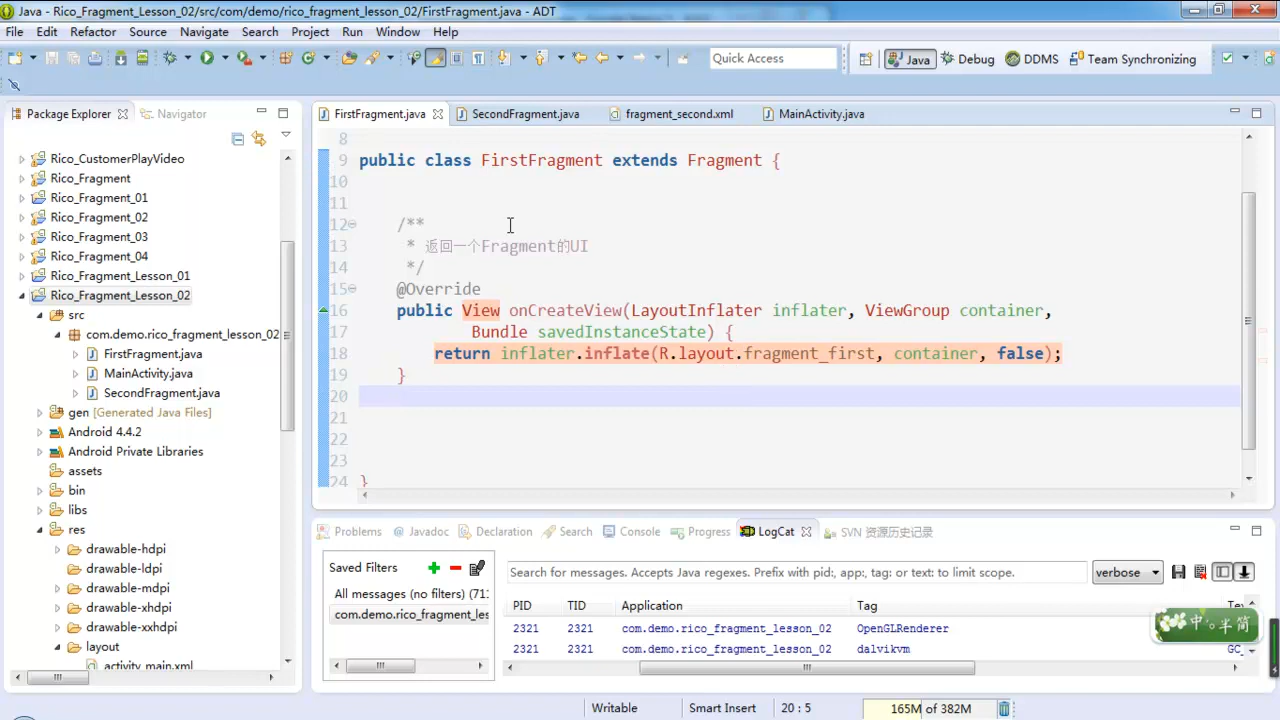 Java - Rico_Fragment_Lesson_02/src/com/demo/rico_fragment_lesson_02/FirstFragment.java - ADT
File Edit Refactor Source Navigate Search Project Run Window Help
Quick Access Java Debug DDMS Team Synchronizing
Package Explorer Navigator
Rico_CustomerPlayVideo
Rico_Fragment
Rico_Fragment_01
Rico_Fragment_02
Rico_Fragment_03
Rico_Fragment_04
Rico_Fragment_Lesson_01
Rico_Fragment_Lesson_02
src
com.demo.rico_fragment_lesson_02
FirstFragment.java
MainActivity.java
SecondFragment.java
gen [Generated Java Files]
Android 4.4.2
Android Private Libraries
assets
bin
libs
res
drawable-hdpi
drawable-ldpi
drawable-mdpi
drawable-xhdpi
drawable-xxhdpi
layout
activity_main.xml
FirstFragment.java SecondFragment.java fragment_second.xml MainActivity.java
8
9 public class FirstFragment extends Fragment {
10
11
12 /**
13 * 返回一个Fragment的UI
14 */
15 @Override
16 public View onCreateView(LayoutInflater inflater, ViewGroup container,
17 Bundle savedInstanceState) {
18 return inflater.inflate(R.layout.fragment_first, container, false);
19 }
20
21
22
23
24 }
Problems Javadoc Declaration Search Console Progress LogCat SVN 资源历史记录
Saved Filters
All messages (no filters) (711
com.demo.rico_fragment_les
Search for messages. Accepts Java regexes. Prefix with pid:, app:, tag: or text: to limit scope. verbose
PID TID Application Tag
2321 2321 com.demo.rico_fragment_lesson_02 OpenGLRenderer
2321 2321 com.demo.rico_fragment_lesson_02 dalvikvm GC_
中 半 简
Writable Smart Insert 20 : 5 165M of 382M